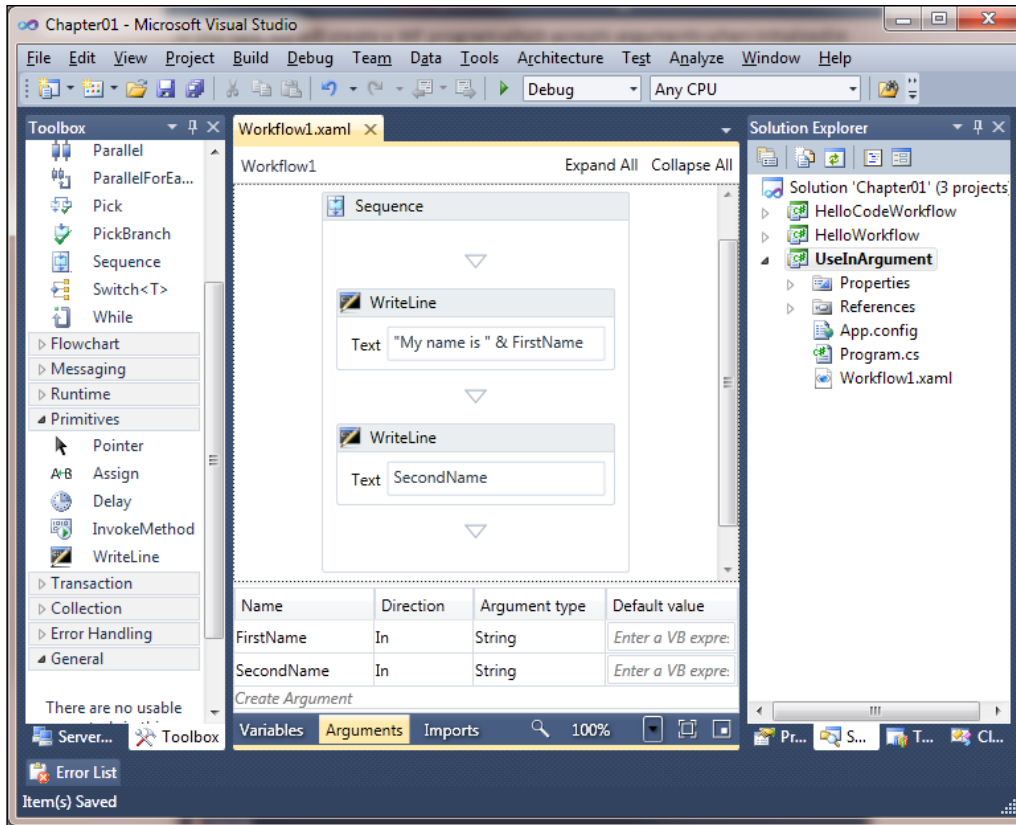 Chapter01 - Microsoft Visual Studio
File Edit View Project Build Debug Team Data Tools Architecture Test Analyze Window Help
Debug Any CPU
Toolbox
Parallel
ParallelForEa...
Pick
PickBranch
Sequence
Switch<T>
While
Flowchart
Messaging
Runtime
Primitives
Pointer
A+B Assign
Delay
InvokeMethod
WriteLine
Transaction
Collection
Error Handling
General
There are no usable
Server... Toolbox
Workflow1.xaml
Workflow1 Expand All Collapse All
Sequence
WriteLine
Text "My name is " & FirstName
WriteLine
Text SecondName
Name Direction Argument type Default value
FirstName In String Enter a VB expre
SecondName In String Enter a VB expre
Create Argument
Variables Arguments Imports 100%
Solution Explorer
Solution 'Chapter01' (3 projects
HelloCodeWorkflow
HelloWorkflow
UseInArgument
Properties
References
App.config
Program.cs
Workflow1.xaml
Pr... S... T... Cl...
Error List
Item(s) Saved